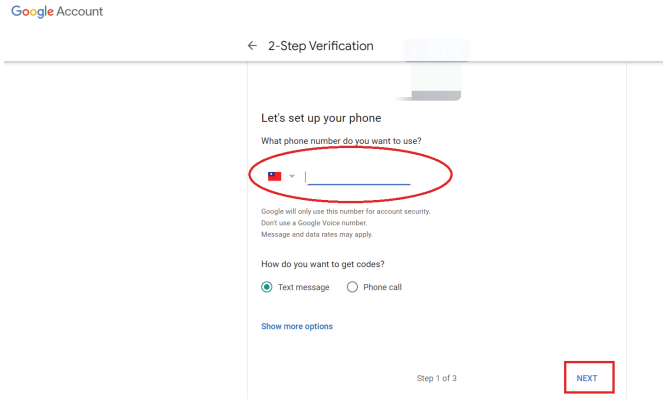 Google Account
2-Step Verification
Let's set up your phone
What phone number do you want to use?
Google will only use this number for account security.
Don't use a Google Voice number.
Message and data rates may apply.
How do you want to get codes?
Text message Phone call
Show more options
Step 1 of 3 NEXT